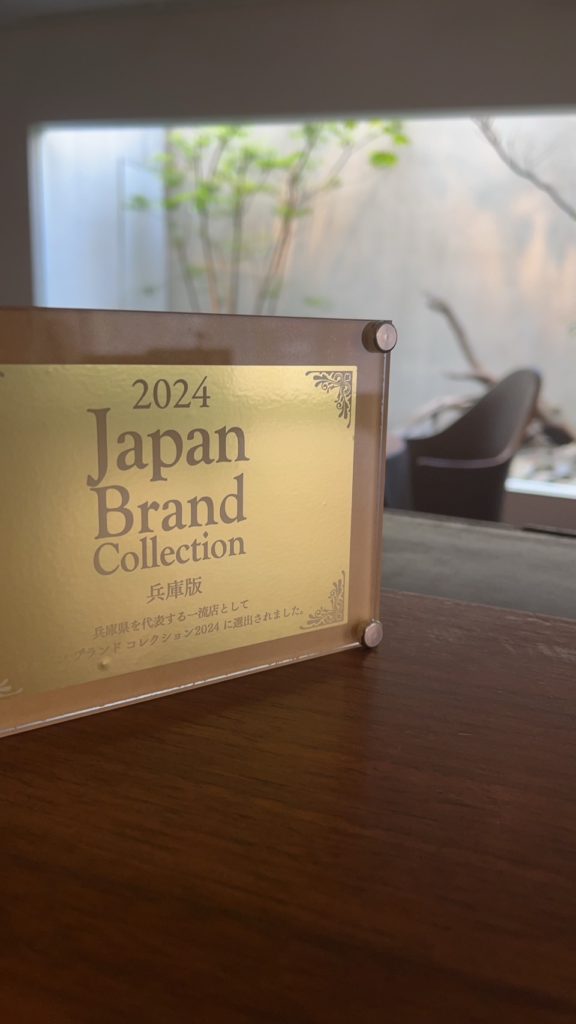 2024
Japan
Brand
Collection
兵庫版
兵庫県を代表する一流店として
ブランド コレクション2024 に選出されました。